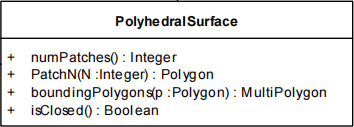 PolyhedralSurface
+ numPatches() : Integer
+ PatchN(N :Integer) : Polygon
+ boundingPolygons(p :Polygon) : MultiPolygon
+ isClosed() : Boolean